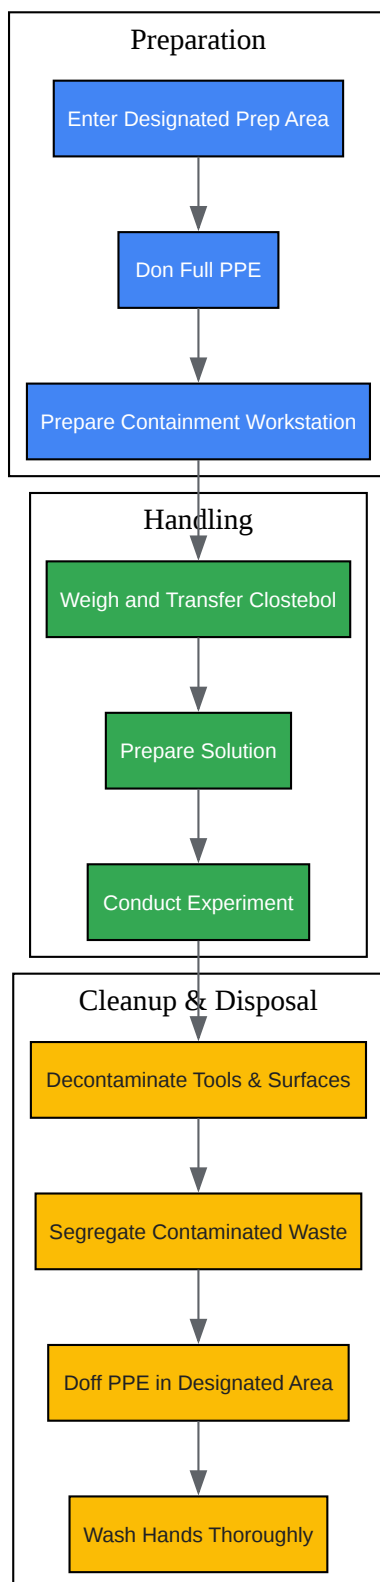 Preparation
Enter Designated Prep Area
Don Full PPE
Prepare Containment Workstation
Handling
Weigh and Transfer Clostebol
Prepare Solution
Conduct Experiment
Cleanup & Disposal
Decontaminate Tools & Surfaces
Segregate Contaminated Waste
Doff PPE in Designated Area
Wash Hands Thoroughly